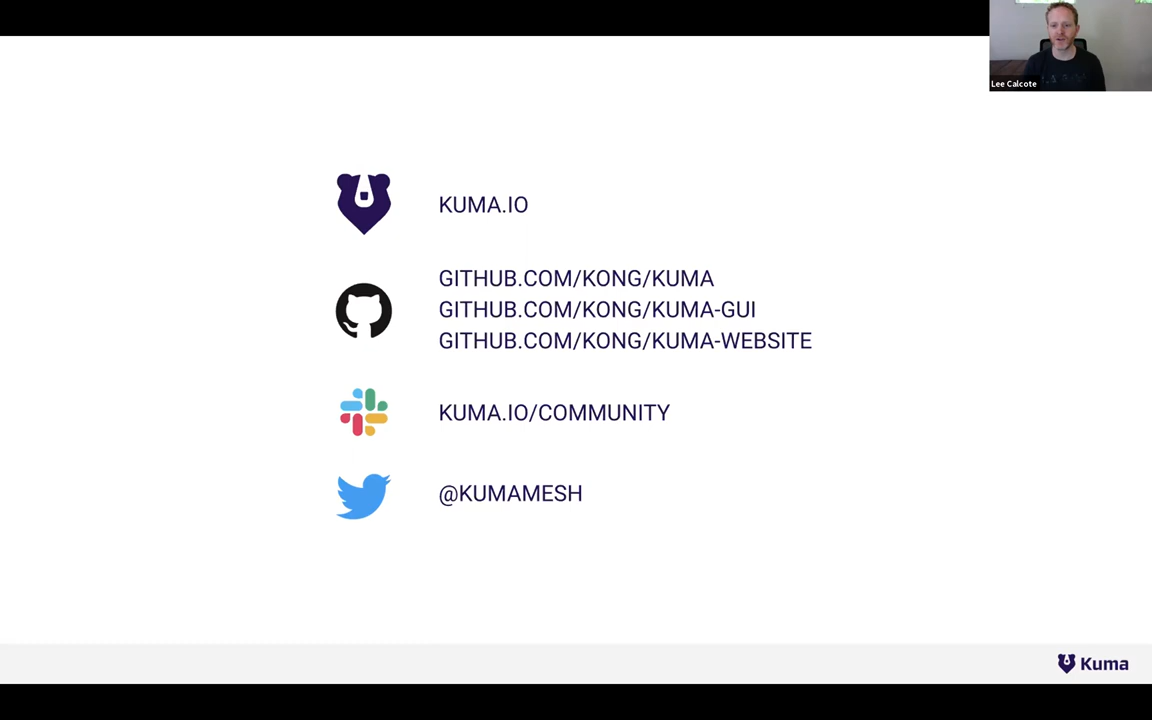 Lee Calcote
KUMA.IO
GITHUB.COM/KONG/KUMA
GITHUB.COM/KONG/KUMA-GUI
GITHUB.COM/KONG/KUMA-WEBSITE
KUMA.IO/COMMUNITY
@KUMAMESH
Kuma